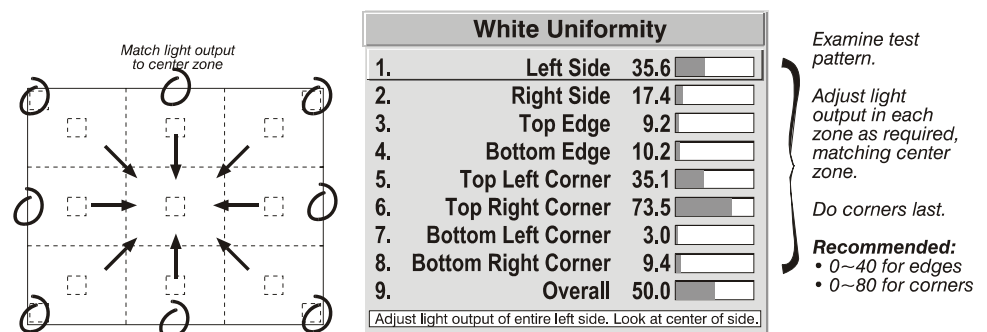 Match light output
to center zone
White Uniformity
1. Left Side 35.6
2. Right Side 17.4
3. Top Edge 9.2
4. Bottom Edge 10.2
5. Top Left Corner 35.1
6. Top Right Corner 73.5
7. Bottom Left Corner 3.0
8. Bottom Right Corner 9.4
9. Overall 50.0
Adjust light output of entire left side. Look at center of side.
Examine test
pattern.
Adjust light
output in each
zone as required,
matching center
zone.
Do corners last.
Recommended:
• 0~40 for edges
• 0~80 for corners